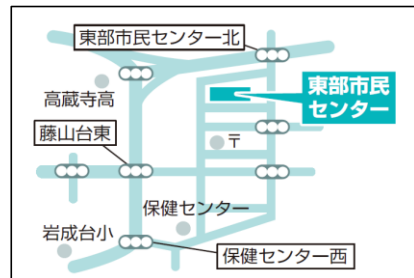 東部市民センター北
東部市民
センター
高蔵寺高
〒
藤山台東
保健センター
岩成台小
保健センター西